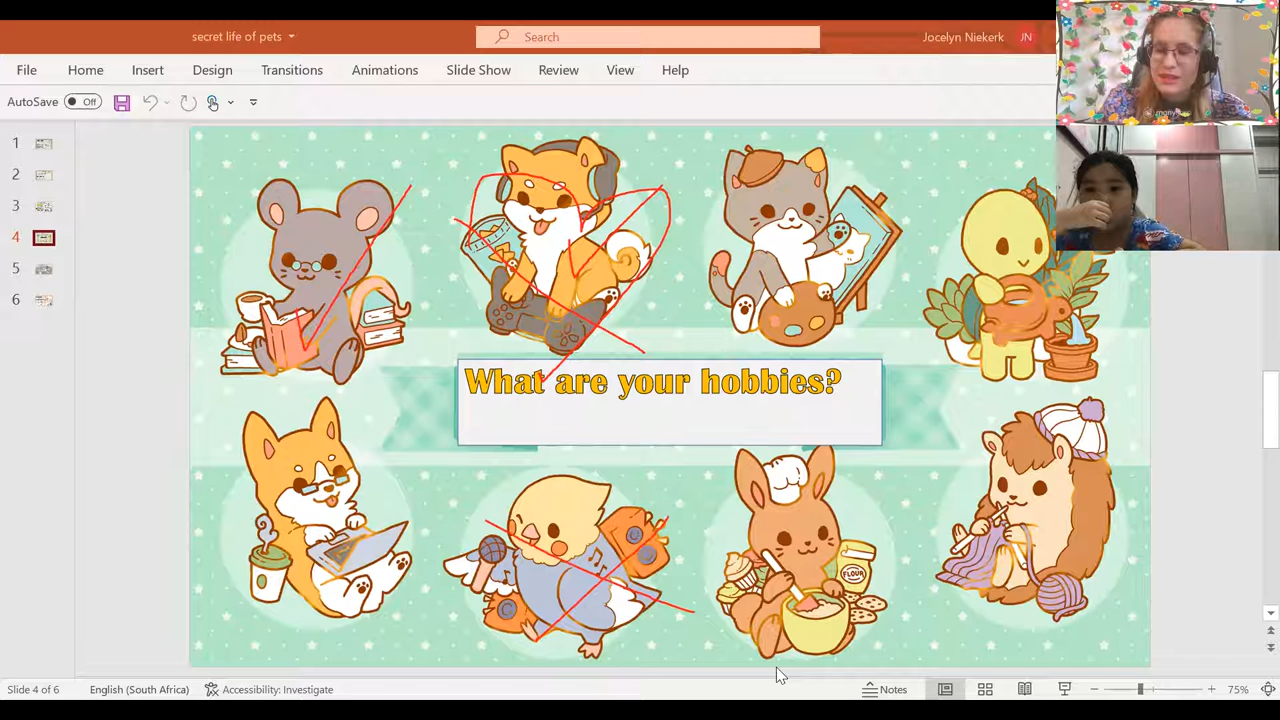 secret life of pets
Search
Jocelyn Niekerk
JN
File
Home
Insert
Design
Transitions
Animations
Slide Show
Review
View
Help
AutoSave
Off
1
2
3
4
5
6
What are your hobbies?
FLOUR
Slide 4 of 6
English (South Africa)
Accessibility: Investigate
Notes
75%